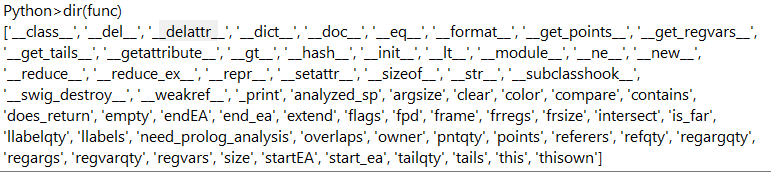 Python>dir(func)
['__class__', '__del__', '__delattr__', '__dict__', '__doc__', '__eq__', '__format__', '__get_points__', '__get_regvars__',
'__get_tails__', '__getattribute__', '__gt__', '__hash__', '__init__', '__lt__', '__module__', '__ne__', '__new__',
'__reduce__', '__reduce_ex__', '__repr__', '__setattr__', '__sizeof__', '__str__', '__subclasshook__',
'__swig_destroy__', '__weakref__', '_print', 'analyzed_sp', 'argsize', 'clear', 'color', 'compare', 'contains',
'does_return', 'empty', 'endEA', 'end_ea', 'extend', 'flags', 'fpd', 'frame', 'frregs', 'frsize', 'intersect', 'is_far',
'llabelqty', 'llabels', 'need_prolog_analysis', 'overlaps', 'owner', 'pntqty', 'points', 'referers', 'refqty', 'regargqty',
'regargs', 'regvarqty', 'regvars', 'size', 'startEA', 'start_ea', 'tailqty', 'tails', 'this', 'thisown']